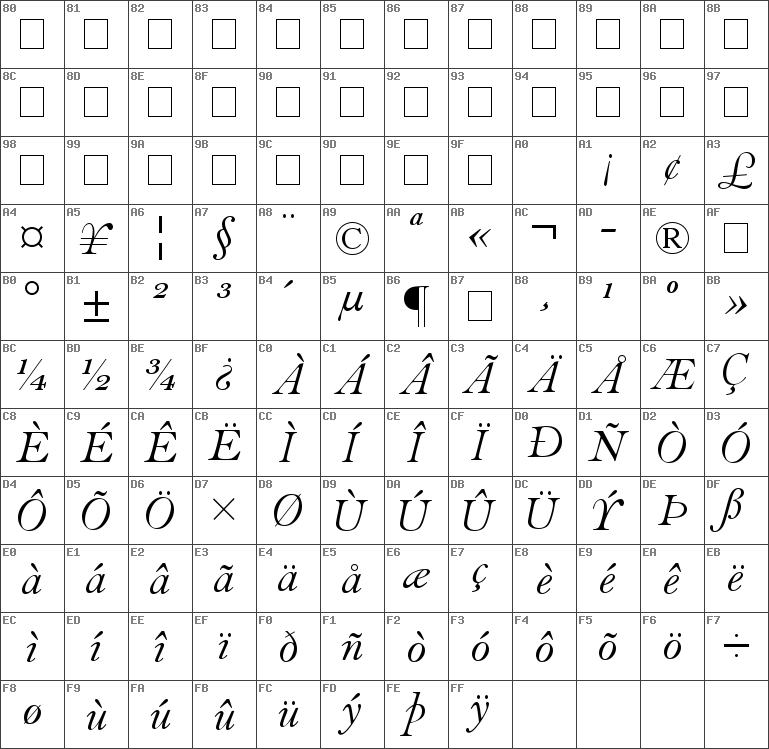 80 81 82 83 84 85 86 87 88 89 8A 8B
8C 8D 8E 8F 90 91 92 93 94 95 96 97
98 99 9A 9B 9C 9D 9E 9F A0 A1 A2 A3
¡ ¢ £
A4 A5 A6 A7 A8 A9 AA AB AC AD AE AF
¤ ¥ ¦ § ¨ © ª « ¬ - ®
B0 B1 B2 B3 B4 B5 B6 B7 B8 B9 BA BB
° ± ² ³ ´ µ ¶ ¸ ¹ º »
BC BD BE BF C0 C1 C2 C3 C4 C5 C6 C7
¼ ½ ¾ ¿ À Á Â Ã Ä Å Æ Ç
C8 C9 CA CB CC CD CE CF D0 D1 D2 D3
È É Ê Ë Ì Í Î Ï Ð Ñ Ò Ó
D4 D5 D6 D7 D8 D9 DA DB DC DD DE DF
Ô Õ Ö × Ø Ù Ú Û Ü Ý Þ ß
E0 E1 E2 E3 E4 E5 E6 E7 E8 E9 EA EB
à á â ã ä å æ ç è é ê ë
EC ED EE EF F0 F1 F2 F3 F4 F5 F6 F7
ì í î ï ð ñ ò ó ô õ ö ÷
F8 F9 FA FB FC FD FE FF
ø ù ú û ü ý þ ÿ